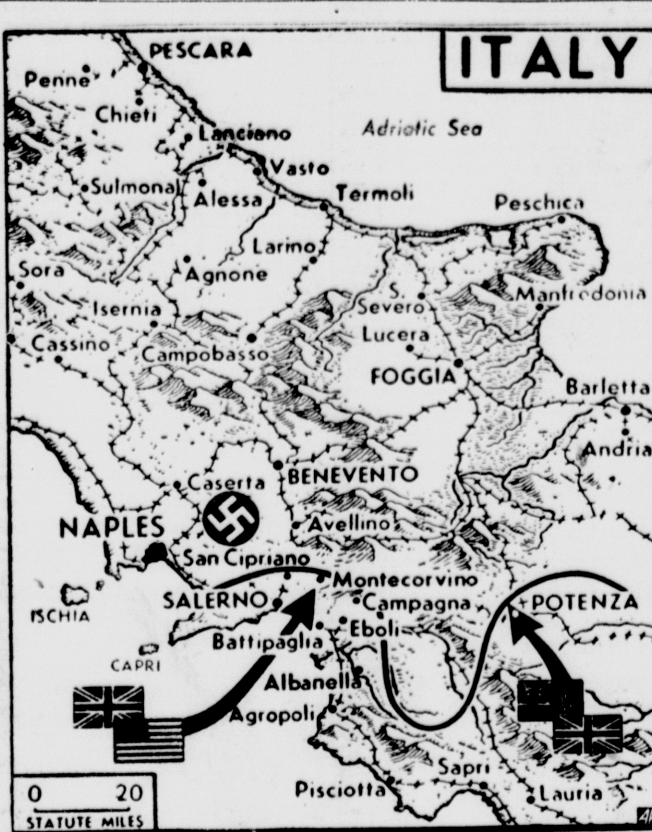 ITALY
PESCARA
Penne
Chieti
Lanciano
Adriatic Sea
Vasto
Sulmona
Alessa
Termoli
Peschica
Larino
Sora
Agnone
S.
Severo
Manfredonia
Isernia
Lucera
Cassino
Campobasso
FOGGIA
Barletta
Andria
BENEVENTO
Caserta
NAPLES
Avellino
San Cipriano
Montecorvino
ISCHIA
SALERNO
Campagna
POTENZA
Eboli
Battipaglia
CAPRI
Albanella
Agropoli
Pisciotta
Sapri
Lauria
0 20
STATUTE MILES